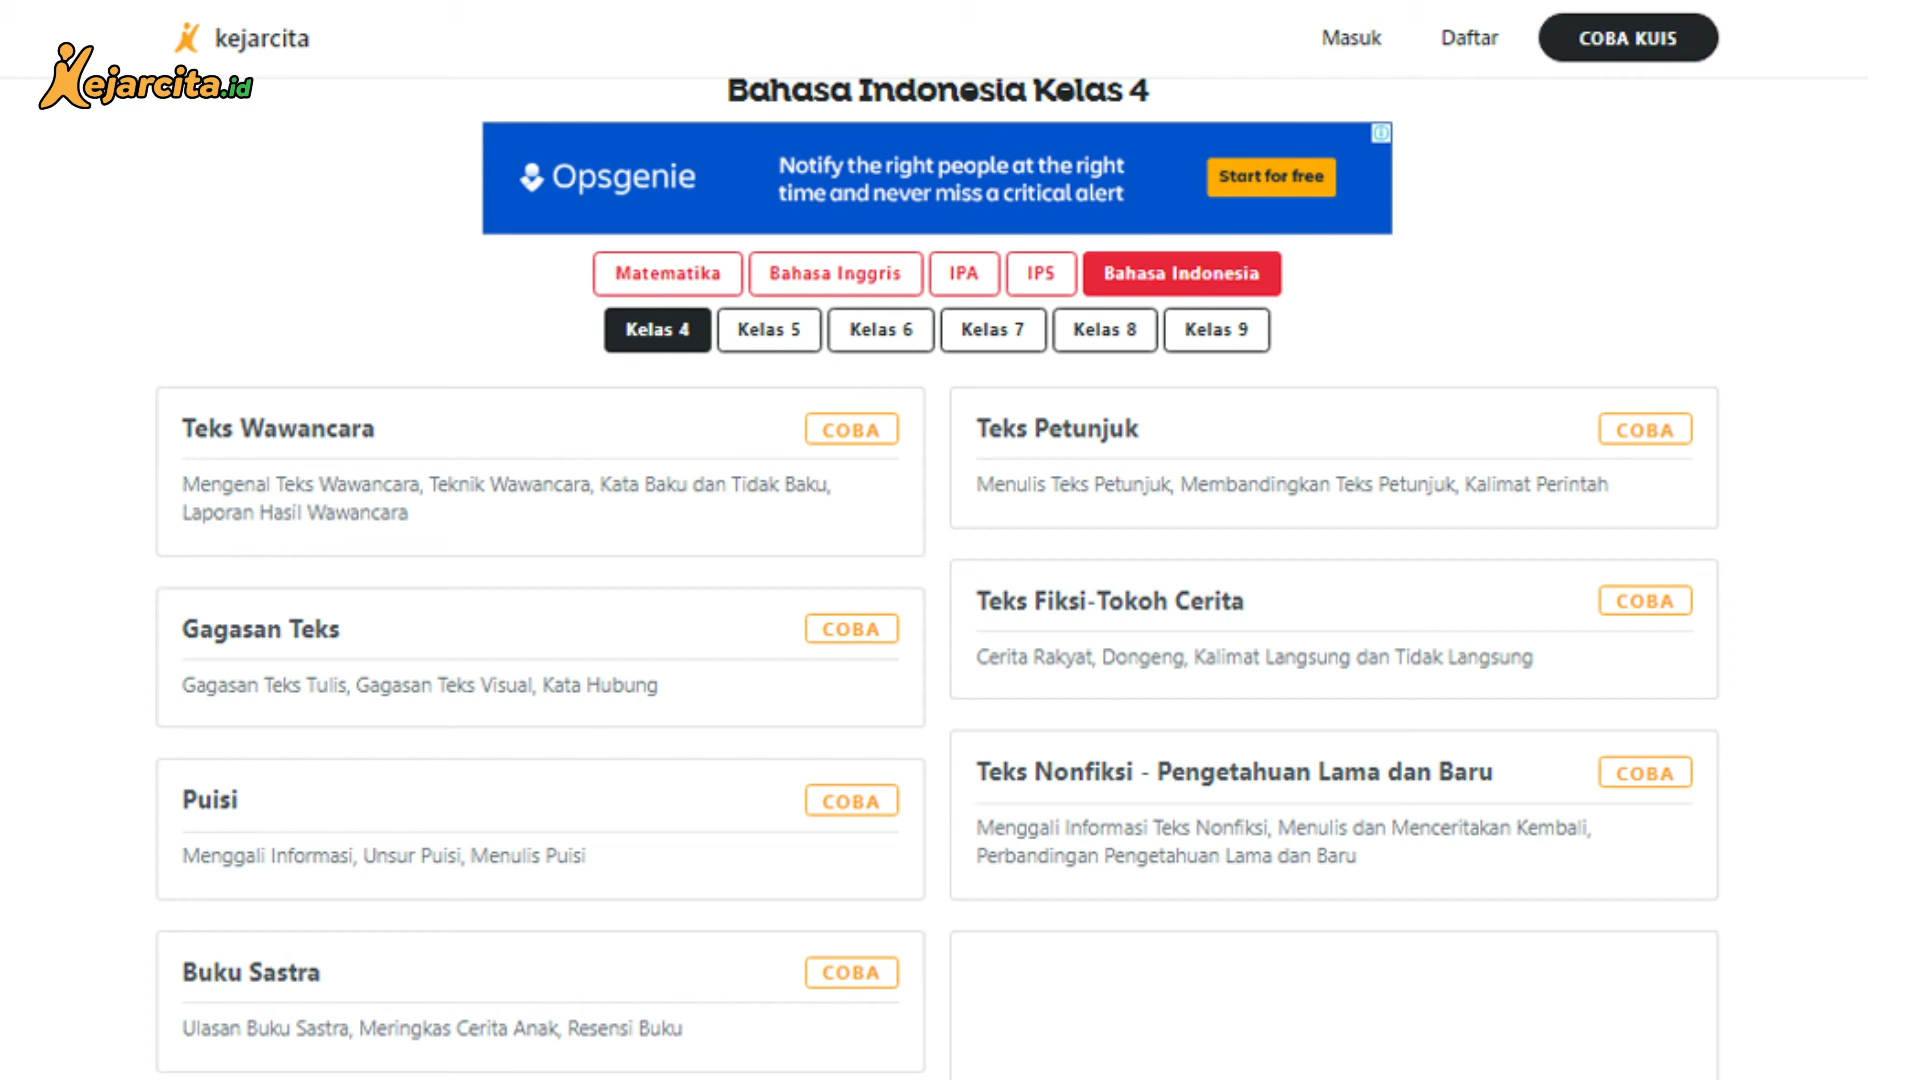 kejarcita
Masuk
Daftar
COBA KUIS
Kejarcita.id
Bahasa Indonesia Kelas 4
Opsgenie
Notify the right people at the right
time and never miss a critical alert
Start for free
Matematika
Bahasa Inggris
IPA
IPS
Bahasa Indonesia
Kelas 4
Kelas 5
Kelas 6
Kelas 7
Kelas 8
Kelas 9
Teks Wawancara
COBA
Mengenal Teks Wawancara, Teknik Wawancara, Kata Baku dan Tidak Baku,
Laporan Hasil Wawancara
Teks Petunjuk
COBA
Menulis Teks Petunjuk, Membandingkan Teks Petunjuk, Kalimat Perintah
Gagasan Teks
COBA
Gagasan Teks Tulis, Gagasan Teks Visual, Kata Hubung
Teks Fiksi-Tokoh Cerita
COBA
Cerita Rakyat, Dongeng, Kalimat Langsung dan Tidak Langsung
Puisi
COBA
Menggali Informasi, Unsur Puisi, Menulis Puisi
Teks Nonfiksi - Pengetahuan Lama dan Baru
COBA
Menggali Informasi Teks Nonfiksi, Menulis dan Menceritakan Kembali,
Perbandingan Pengetahuan Lama dan Baru
Buku Sastra
COBA
Ulasan Buku Sastra, Meringkas Cerita Anak, Resensi Buku